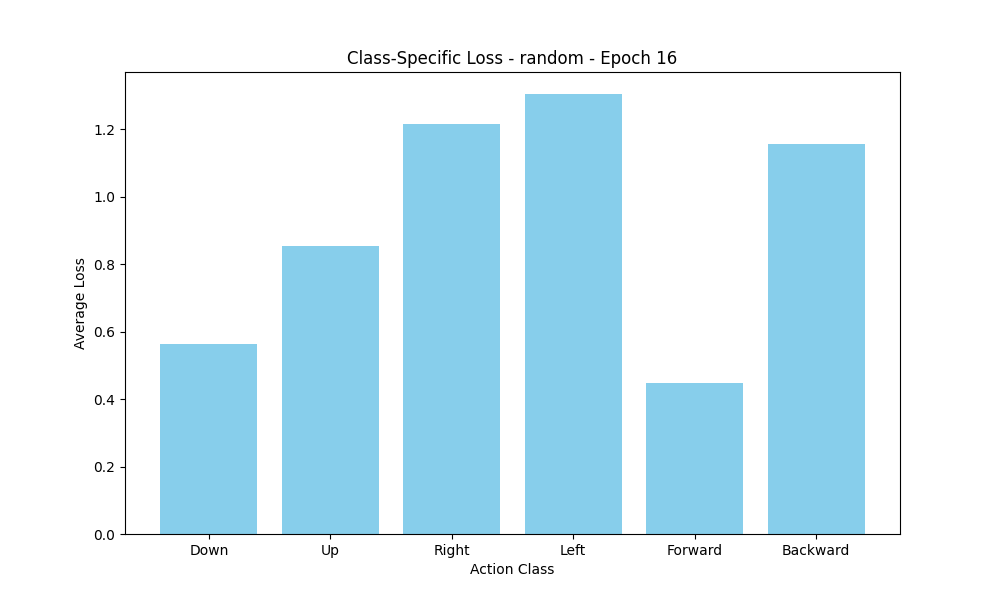 Class-Specific Loss - random - Epoch 16
Average Loss
1.2
1.0
0.8
0.6
0.4
0.2
0.0
Down Up Right Left Forward Backward
Action Class